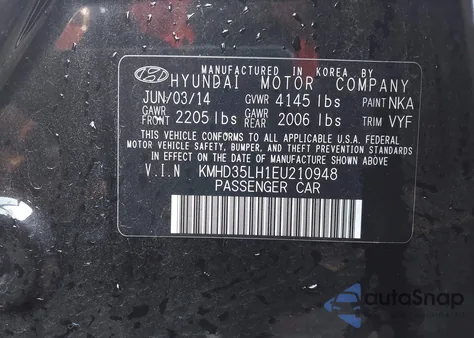 MANUFACTURED IN KOREA BY
HYUNDAI MOTOR COMPANY
JUN/03/14 GVWR 4145 lbs PAINT NKA
GAWR FRONT 2205 lbs GAWR REAR 2006 lbs TRIM VYF
THIS VEHICLE CONFORMS TO ALL APPLICABLE U.S.A. FEDERAL
MOTOR VEHICLE SAFETY, BUMPER, AND THEFT PREVENTION STANDARDS
IN EFFECT ON THE DATE OF MANUFACTURE SHOWN ABOVE.
V.I.N KMHD35LH1EU210948
PASSENGER CAR
autoSnap